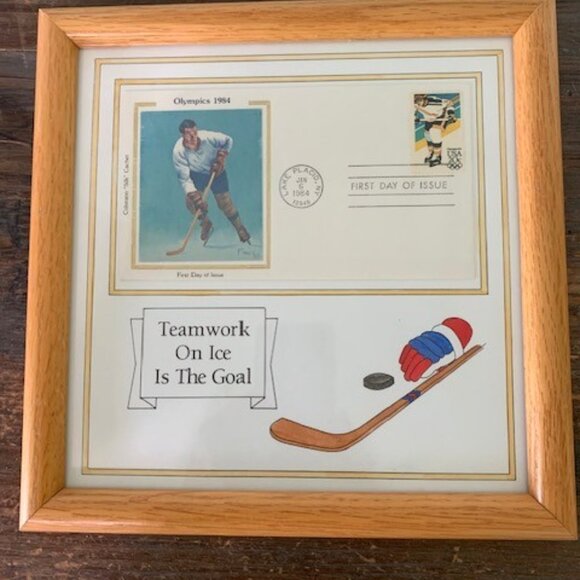 Olympics 1984
Colorano "Silk" Cachet
First Day of Issue
LAKE PLACID, NY
JAN
6
1984
12946
FIRST DAY OF ISSUE
USA
20c
Teamwork
On Ice
Is The Goal